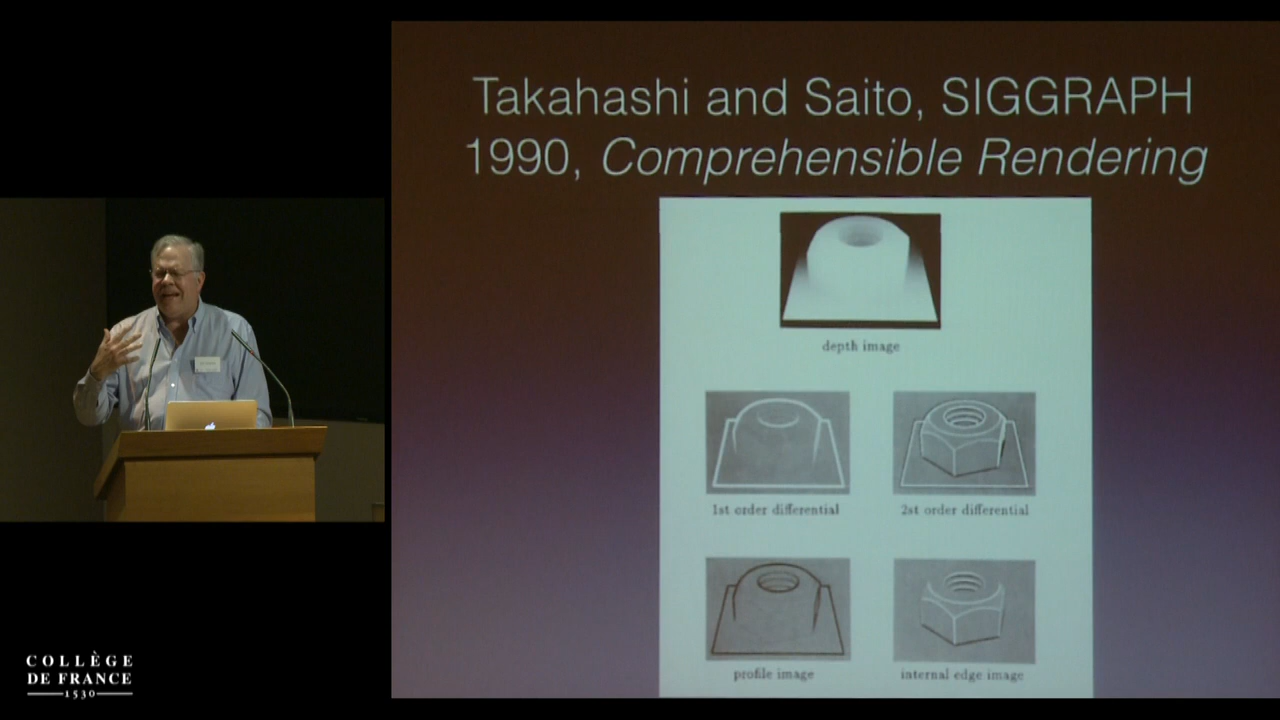 Takahashi and Saito, SIGGRAPH
1990, Comprehensible Rendering
depth image
1st order differential
2st order differential
profile image
internal edge image
COLLÈGE
DE FRANCE
1530